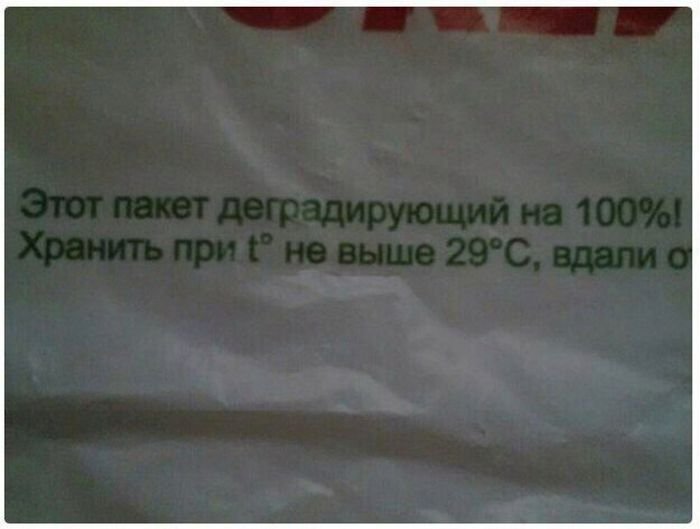 Этот пакет деградирующий на 100%!
Хранить при t° не выше 29°С, вдали